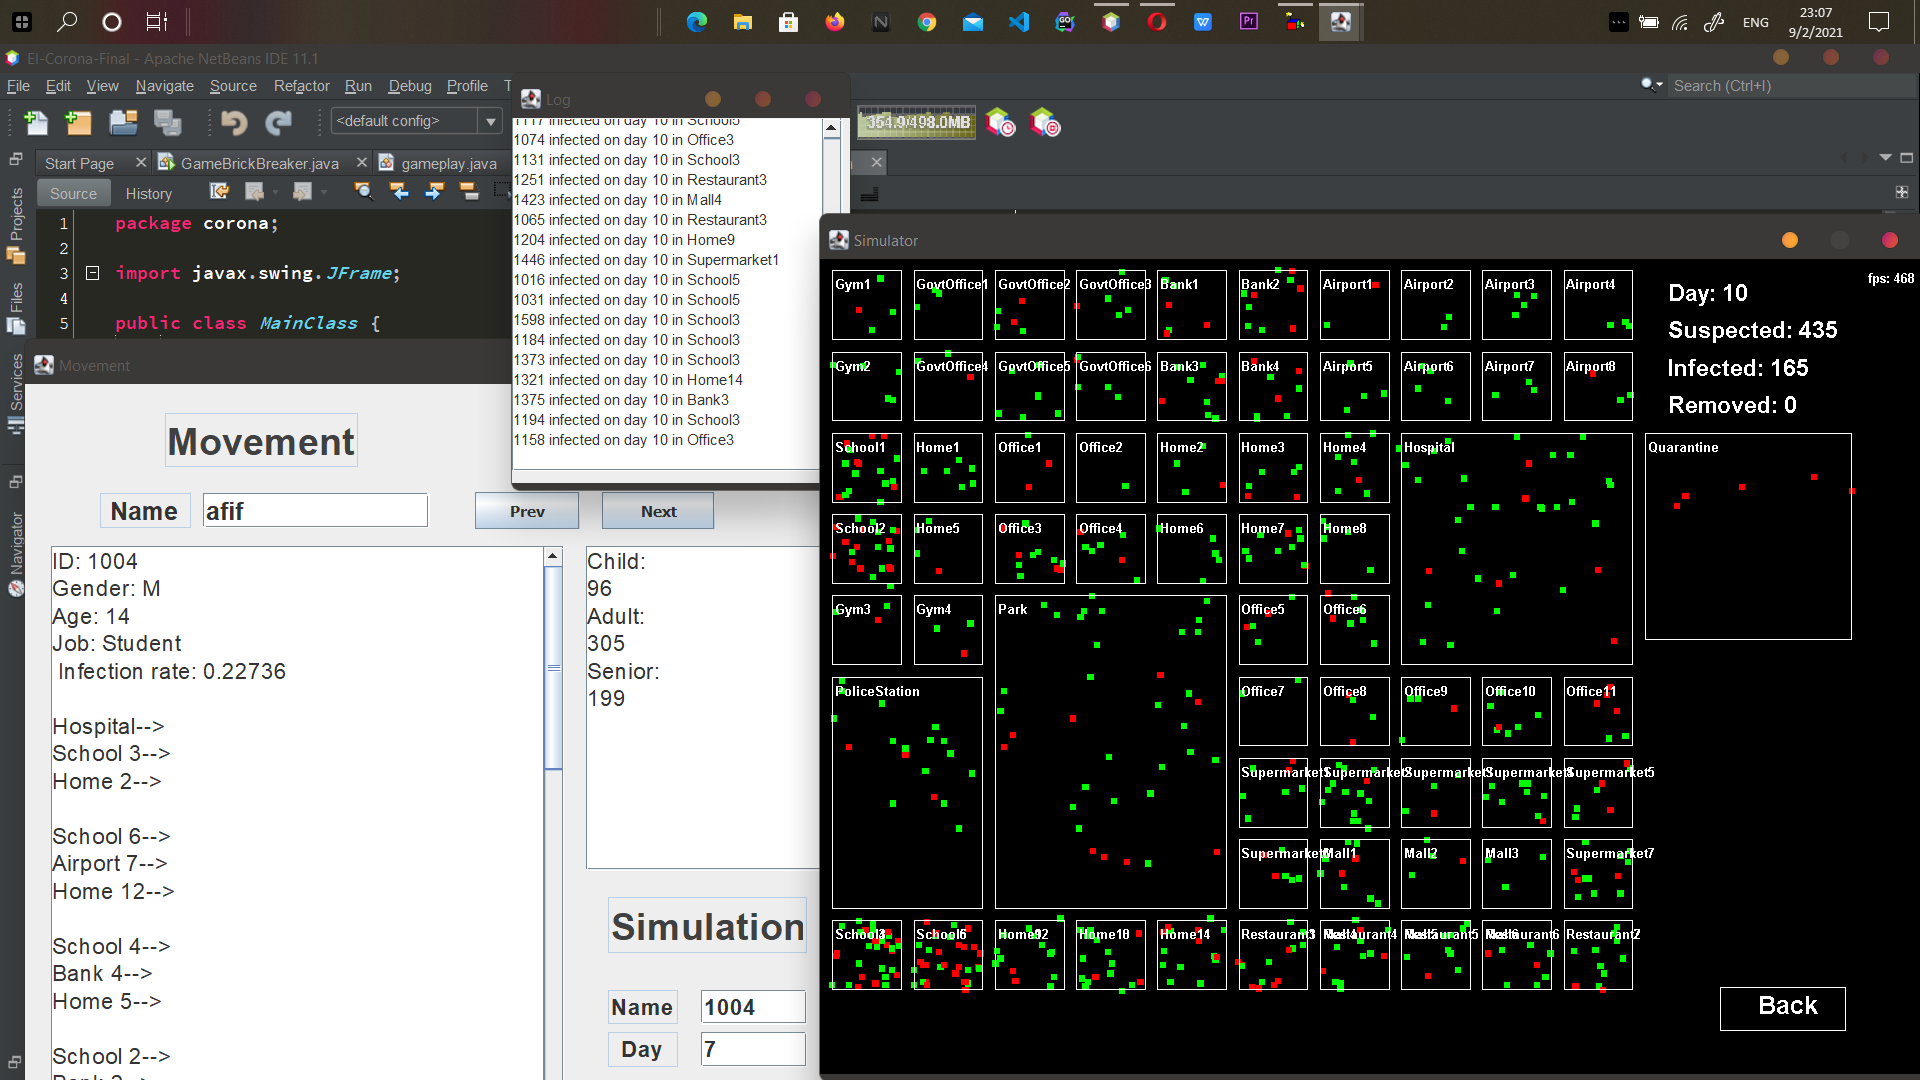 ENG
23:07
9/2/2021
El-Corona-Final - Apache NetBeans IDE 11.1
File Edit View Navigate Source Refactor Run Debug Profile
Search (Ctrl+I)
<default config>
354.9/498.0MB
Start Page
GameBrickBreaker.java
gameplay.java
Source
History
Projects
Files
Services
Navigator
1 package corona;
2
3 import javax.swing.JFrame;
4
5 public class MainClass {
Log
1117 infected on day 10 in School5
1074 infected on day 10 in Office3
1131 infected on day 10 in School3
1251 infected on day 10 in Restaurant3
1423 infected on day 10 in Mall4
1065 infected on day 10 in Restaurant3
1204 infected on day 10 in Home9
1446 infected on day 10 in Supermarket1
1016 infected on day 10 in School5
1031 infected on day 10 in School5
1598 infected on day 10 in School3
1184 infected on day 10 in School3
1373 infected on day 10 in School3
1321 infected on day 10 in Home14
1375 infected on day 10 in Bank3
1194 infected on day 10 in School3
1158 infected on day 10 in Office3
Movement
Movement
Name
afif
Prev
Next
ID: 1004
Gender: M
Age: 14
Job: Student
Infection rate: 0.22736
Hospital-->
School 3-->
Home 2-->
School 6-->
Airport 7-->
Home 12-->
School 4-->
Bank 4-->
Home 5-->
School 2-->
Child:
96
Adult:
305
Senior:
199
Simulation
Name
1004
Day
7
Simulator
fps: 468
Day: 10
Suspected: 435
Infected: 165
Removed: 0
Gym1 GovtOffice1 GovtOffice2 GovtOffice3 Bank1 Bank2 Airport1 Airport2 Airport3 Airport4
Gym2 GovtOffice4 GovtOffice5 GovtOffice6 Bank3 Bank4 Airport5 Airport6 Airport7 Airport8
School1 Home1 Office1 Office2 Home2 Home3 Home4 Hospital Quarantine
School2 Home5 Office3 Office4 Home6 Home7 Home8
Gym3 Gym4 Park Office5 Office6
PoliceStation Office7 Office8 Office9 Office10 Office11
Supermarket1 Supermarket2 Supermarket3 Supermarket4 Supermarket5
Supermarket6 Mall1 Mall2 Mall3 Supermarket7
School6 Home14
Back